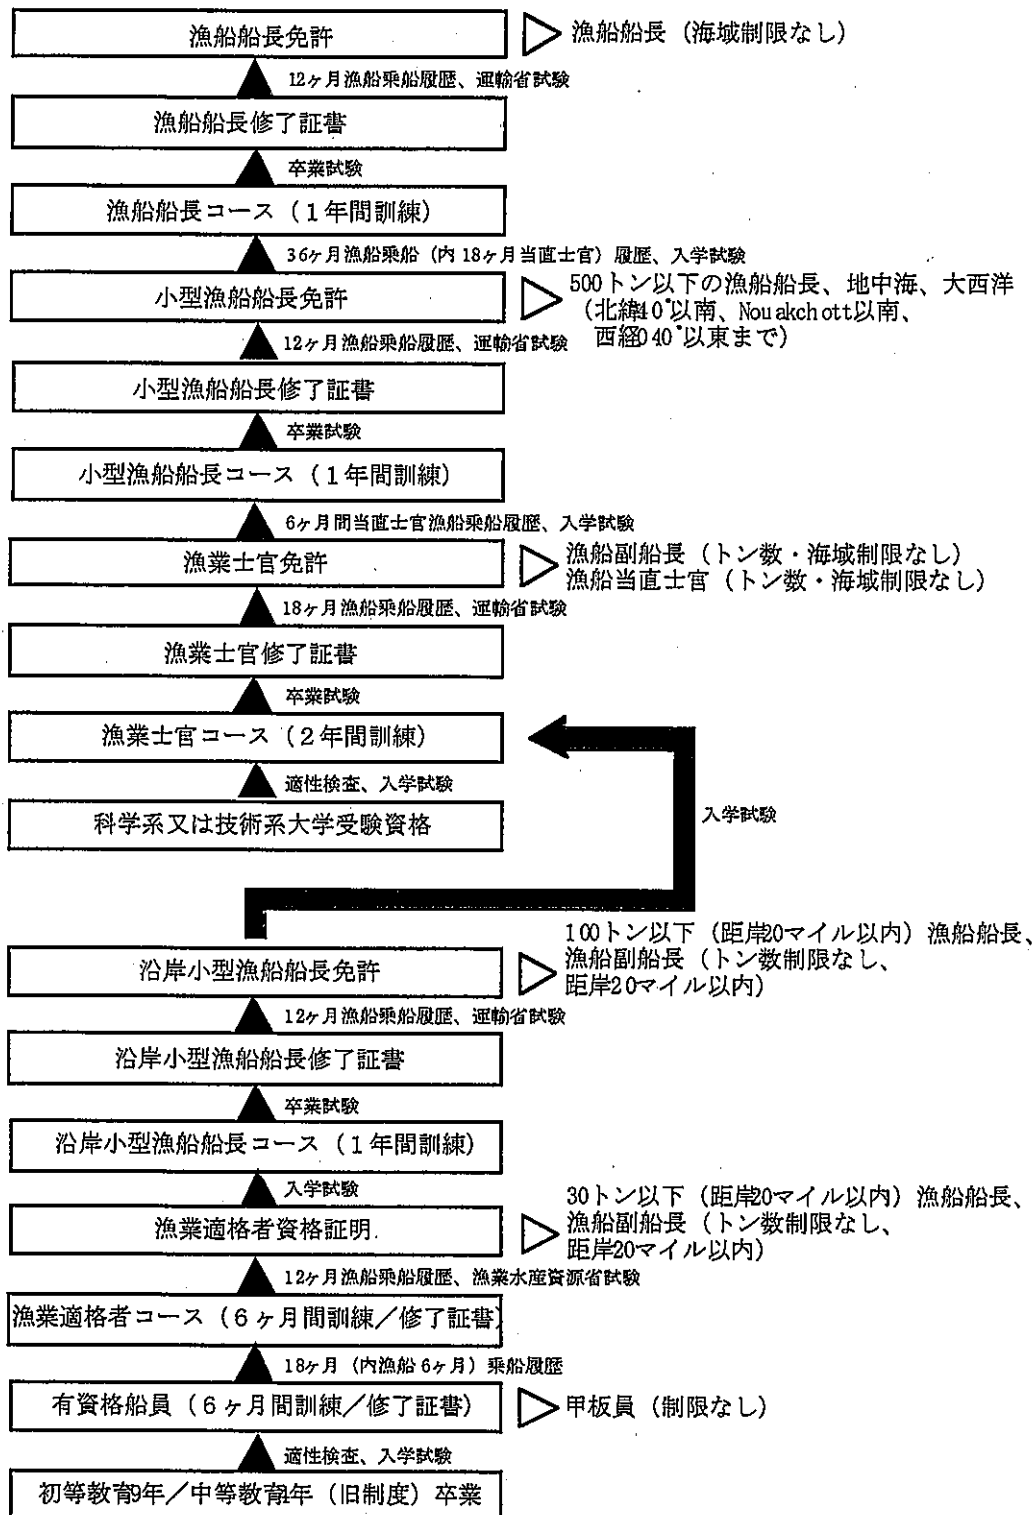 漁船船長免許
漁船船長（海域制限なし）
12ヶ月漁船乗船履歴、運輸省試験
漁船船長修了証書
卒業試験
漁船船長コース（1年間訓練）
36ヶ月漁船乗船（内18ヶ月当直士官）履歴、入学試験
小型漁船船長免許
500トン以下の漁船船長、地中海、大西洋
（北緯10°以南、Nouakchott以南、
西経040°以東まで）
12ヶ月漁船乗船履歴、運輸省試験
小型漁船船長修了証書
卒業試験
小型漁船船長コース（1年間訓練）
6ヶ月間当直士官漁船乗船履歴、入学試験
漁業士官免許
漁船副船長（トン数・海域制限なし）
漁船当直士官（トン数・海域制限なし）
18ヶ月漁船乗船履歴、運輸省試験
漁業士官修了証書
卒業試験
漁業士官コース（2年間訓練）
適性検査、入学試験
科学系又は技術系大学受験資格
入学試験
沿岸小型漁船船長免許
100トン以下（距岸20マイル以内）漁船船長、
漁船副船長（トン数制限なし、
距岸20マイル以内）
12ヶ月漁船乗船履歴、運輸省試験
沿岸小型漁船船長修了証書
卒業試験
沿岸小型漁船船長コース（1年間訓練）
入学試験
漁業適格者資格証明
30トン以下（距岸20マイル以内）漁船船長、
漁船副船長（トン数制限なし、
距岸20マイル以内）
12ヶ月漁船乗船履歴、漁業水産資源省試験
漁業適格者コース（6ヶ月間訓練／修了証書）
18ヶ月（内漁船6ヶ月）乗船履歴
有資格船員（6ヶ月間訓練／修了証書）
甲板員（制限なし）
適性検査、入学試験
初等教育9年／中等教育年（旧制度）卒業